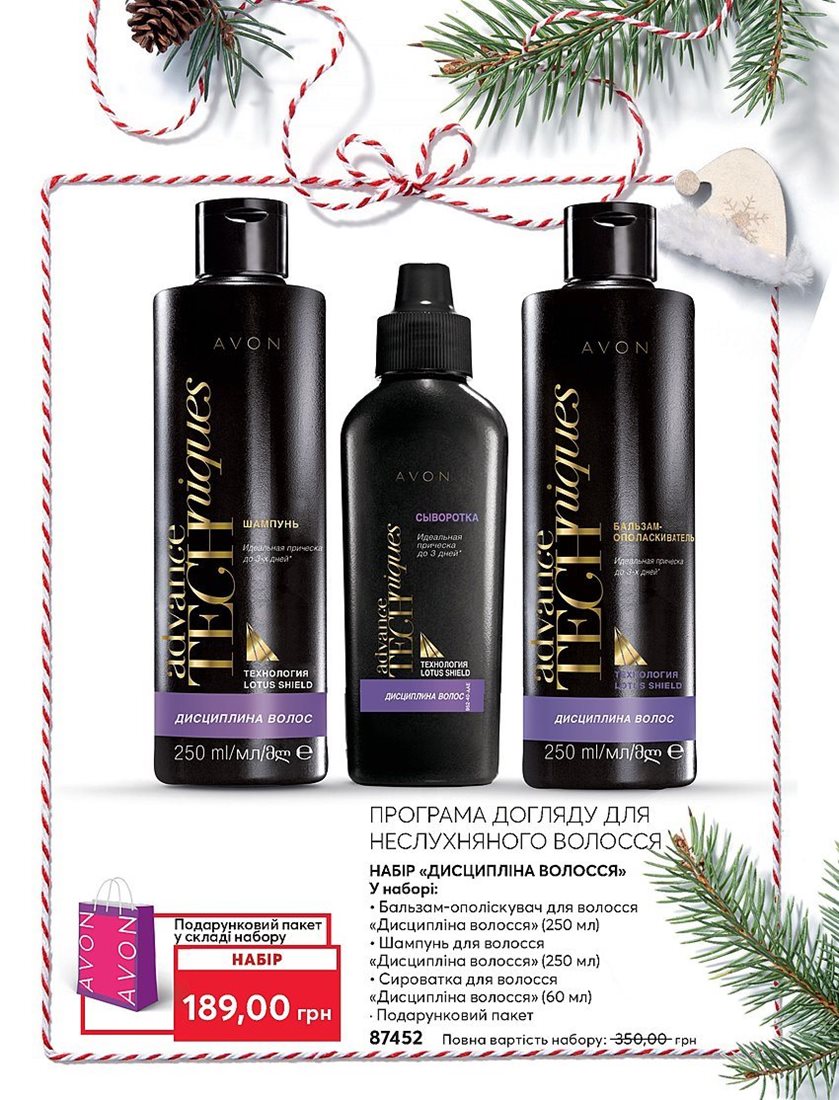 AVON
advance
TECHniques
ШАМПУНЬ
Идеальная прическа
до 3-х дней*
ТЕХНОЛОГИЯ
LOTUS SHIELD
ДИСЦИПЛИНА ВОЛОС
250 ml/мл/მლ ℮
AVON
advance
TECHniques
СЫВОРОТКА
Идеальная
прическа
до 3 дней*
ТЕХНОЛОГИЯ
LOTUS SHIELD
ДИСЦИПЛИНА ВОЛОС
AVON
advance
TECHniques
БАЛЬЗАМ-
ОПОЛАСКИВАТЕЛЬ
Идеальная прическа
до 3-х дней*
ТЕХНОЛОГИЯ
LOTUS SHIELD
ДИСЦИПЛИНА ВОЛОС
250 ml/мл/მლ ℮
ПРОГРАМА ДОГЛЯДУ ДЛЯ
НЕСЛУХНЯНОГО ВОЛОССЯ
НАБІР «ДИСЦИПЛІНА ВОЛОССЯ»
У наборі:
• Бальзам-ополіскувач для волосся
«Дисципліна волосся» (250 мл)
• Шампунь для волосся
«Дисципліна волосся» (250 мл)
• Сироватка для волосся
«Дисципліна волосся» (60 мл)
• Подарунковий пакет
87452 Повна вартість набору: 350,00 грн
AVON
AVON
Подарунковий пакет
у складі набору
НАБІР
189,00 грн